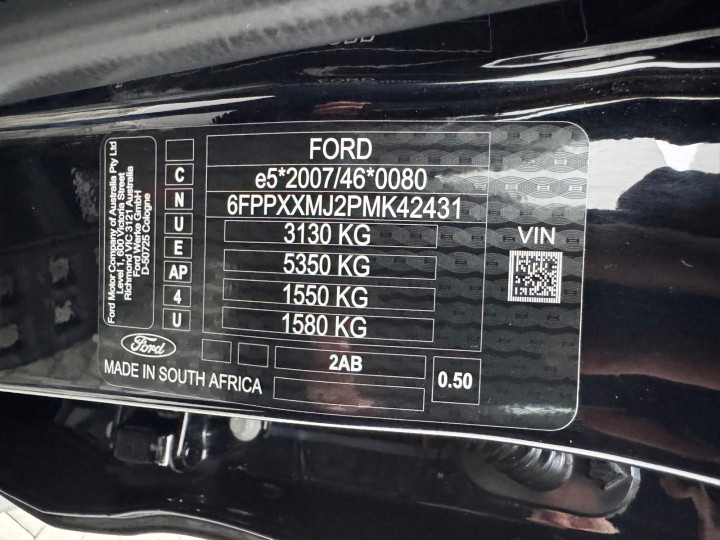 Ford Motor Company of Australia Pty Ltd
Level 1, 600 Victoria Street
Richmond VIC 3121 Australia
Ford Werke GmbH
D-50725 Cologne
C
N
U
E
AP
4
U
FORD
e5*2007/46*0080
6FPPXXMJ2PMK42431
3130 KG
5350 KG
1550 KG
1580 KG
VIN
Ford
2AB
0.50
MADE IN SOUTH AFRICA